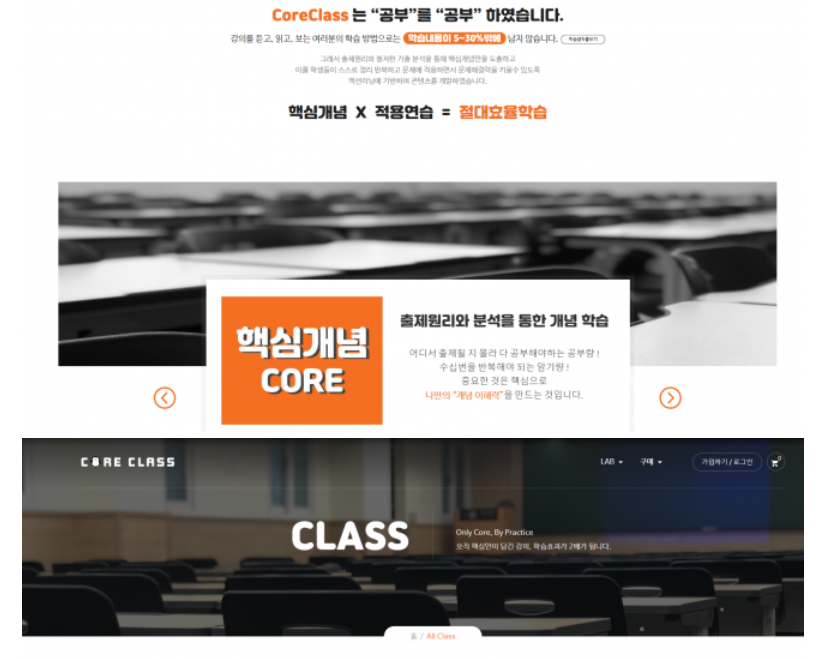 CoreClass 는 “공부”를 “공부” 하였습니다.
강의를 듣고, 읽고, 보는 여러분의 학습 방법으로는 학습내용이 5~30%밖에 남지 않습니다.
그래서 출제원리와 철저한 기출 분석을 통해 핵심개념만을 도출하고
이를 학생들이 스스로 정리 반복하고 문제에 적용하면서 문제해결력을 키울수 있도록
액션러닝에 기반하여 콘텐츠를 개발하였습니다.
핵심개념 X 적용연습 = 절대효율학습
핵심개념
CORE
출제원리와 분석을 통한 개념 학습
어디서 출제될 지 몰라 다 공부해야하는 공부량 !
수십번을 반복해야 되는 암기량 !
중요한 것은 핵심으로
나만의 "개념 이해력" 을 만드는 것입니다.
CORE CLASS
LAB
구매
가입하기 / 로그인
0
CLASS
Only Core, By Practice
오직 핵심만이 담긴 강의, 학습효과가 2배가 됩니다.
홈 / All Class